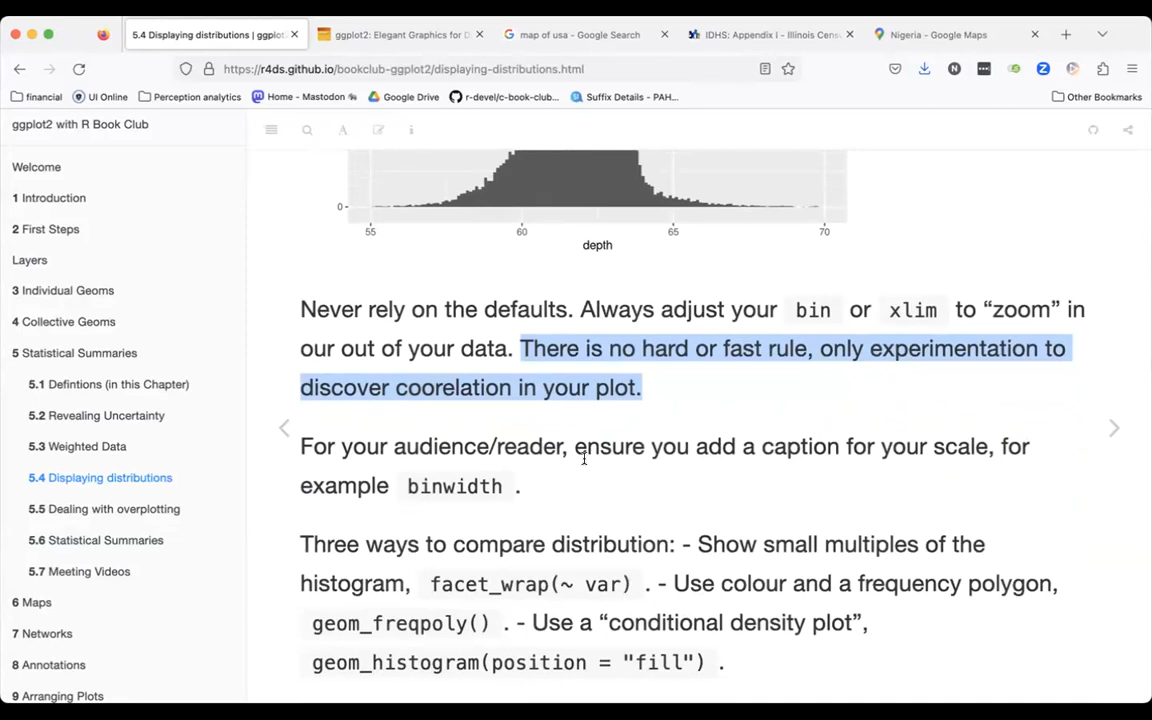 5.4 Displaying distributions | ggplot
ggplot2: Elegant Graphics for D
map of usa - Google Search
IDHS: Appendix I - Illinois Cens
Nigeria - Google Maps
https://r4ds.github.io/bookclub-ggplot2/displaying-distributions.html
financial
UI Online
Perception analytics
Home - Mastodon
Google Drive
r-devel/c-book-club...
Suffix Details - PAH...
Other Bookmarks
ggplot2 with R Book Club
Welcome
1 Introduction
2 First Steps
Layers
3 Individual Geoms
4 Collective Geoms
5 Statistical Summaries
5.1 Defintions (in this Chapter)
5.2 Revealing Uncertainty
5.3 Weighted Data
5.4 Displaying distributions
5.5 Dealing with overplotting
5.6 Statistical Summaries
5.7 Meeting Videos
6 Maps
7 Networks
8 Annotations
9 Arranging Plots
0
55 60 65 70
depth
Never rely on the defaults. Always adjust your bin or xlim to “zoom” in
our out of your data. There is no hard or fast rule, only experimentation to
discover coorelation in your plot.
For your audience/reader, ensure you add a caption for your scale, for
example binwidth .
Three ways to compare distribution: - Show small multiples of the
histogram, facet_wrap(~ var) . - Use colour and a frequency polygon,
geom_freqpoly() . - Use a “conditional density plot”,
geom_histogram(position = "fill") .